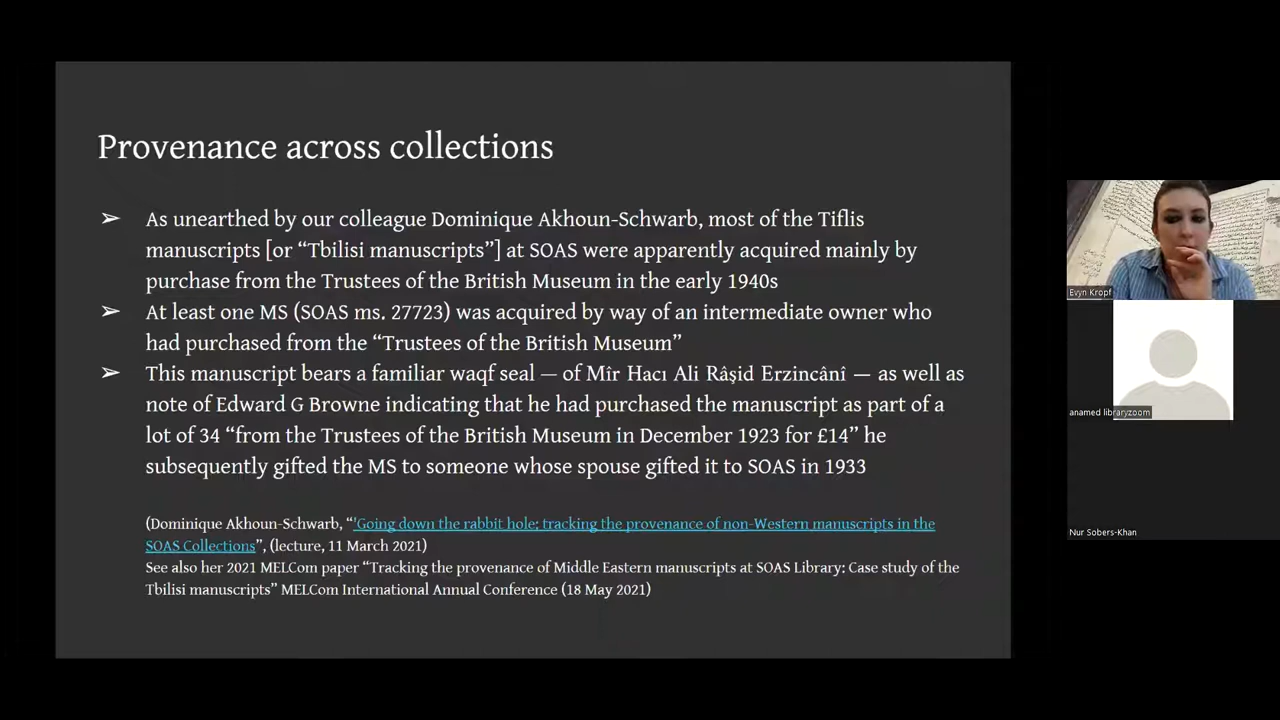 Provenance across collections
➢ As unearthed by our colleague Dominique Akhoun-Schwarb, most of the Tiflis
manuscripts [or “Tbilisi manuscripts”] at SOAS were apparently acquired mainly by
purchase from the Trustees of the British Museum in the early 1940s
➢ At least one MS (SOAS ms. 27723) was acquired by way of an intermediate owner who
had purchased from the “Trustees of the British Museum”
➢ This manuscript bears a familiar waqf seal — of Mîr Hacı Ali Râşid Erzincânî — as well as
note of Edward G Browne indicating that he had purchased the manuscript as part of a
lot of 34 “from the Trustees of the British Museum in December 1923 for £14” he
subsequently gifted the MS to someone whose spouse gifted it to SOAS in 1933
(Dominique Akhoun-Schwarb, “'Going down the rabbit hole; tracking the provenance of non-Western manuscripts in the
SOAS Collections”, (lecture, 11 March 2021)
See also her 2021 MELCom paper “Tracking the provenance of Middle Eastern manuscripts at SOAS Library: Case study of the
Tbilisi manuscripts” MELCom International Annual Conference (18 May 2021)
Evyn Kropf
anamed libraryzoom
Nur Sobers-Khan